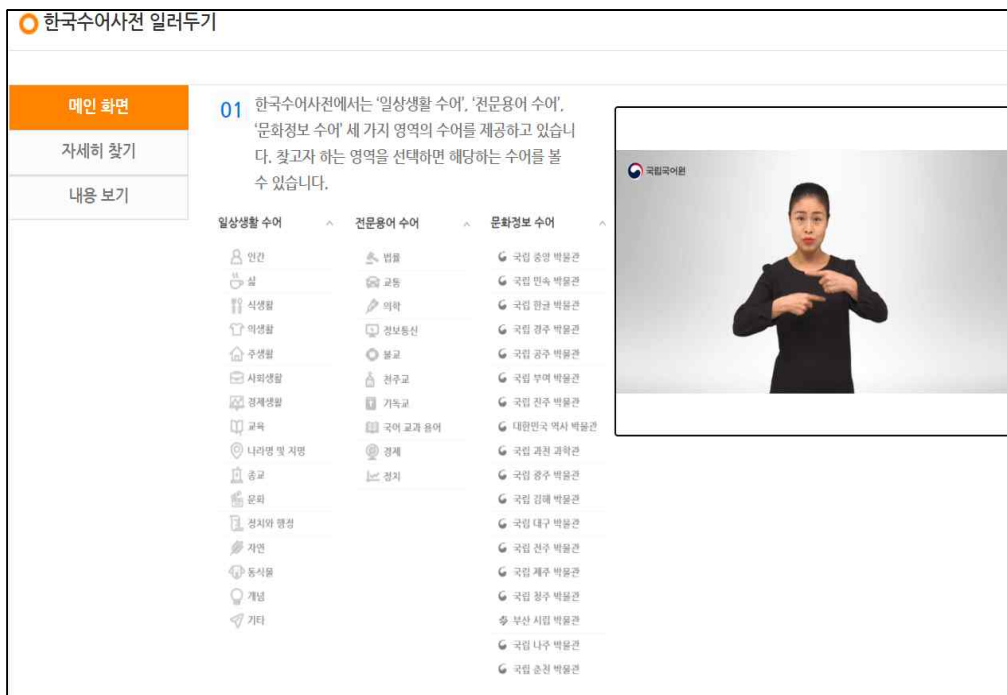 한국수어사전 일러두기
메인 화면
자세히 찾기
내용 보기
01
한국수어사전에서는 '일상생활 수어', '전문용어 수어',
'문화정보 수어' 세 가지 영역의 수어를 제공하고 있습니
다. 찾고자 하는 영역을 선택하면 해당하는 수어를 볼
수 있습니다.
일상생활 수어
인간
삶
식생활
의생활
주생활
사회생활
경제생활
교육
나라명 및 지명
종교
문화
정치와 행정
자연
동식물
개념
기타
전문용어 수어
법률
교통
의학
정보통신
불교
천주교
기독교
국어 교과 용어
경제
정치
문화정보 수어
국립 중앙 박물관
국립 민속 박물관
국립 한글 박물관
국립 경주 박물관
국립 공주 박물관
국립 부여 박물관
국립 진주 박물관
대한민국 역사 박물관
국립 과천 과학관
국립 광주 박물관
국립 김해 박물관
국립 대구 박물관
국립 전주 박물관
국립 제주 박물관
국립 청주 박물관
부산 시립 박물관
국립 나주 박물관
국립 춘천 박물관
국립국어원